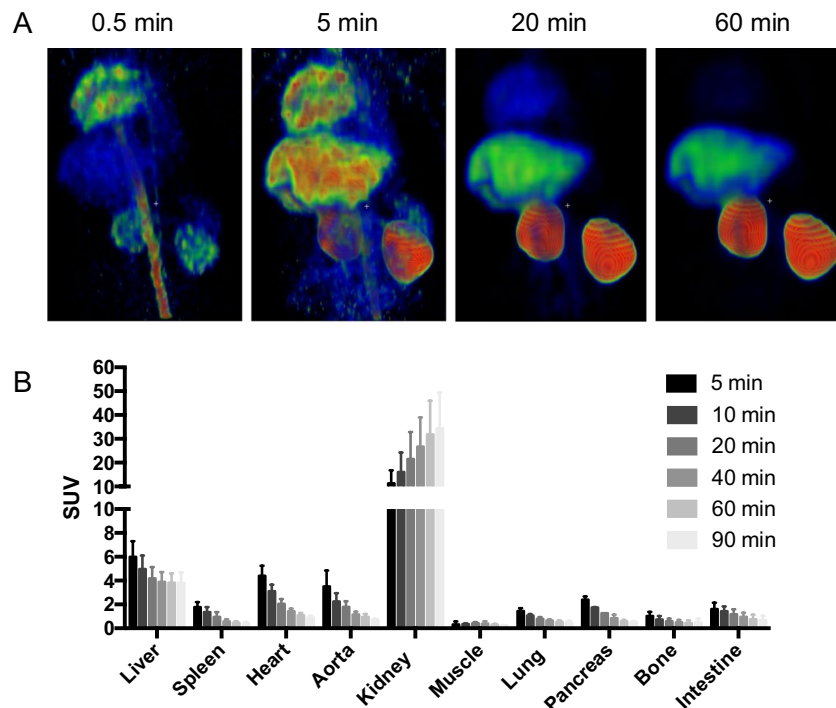 A
0.5 min 5 min 20 min 60 min
B
60
50
40
30
20
10
10
8
6
4
2
0
SUV
5 min
10 min
20 min
40 min
60 min
90 min
Liver Spleen Heart Aorta Kidney Muscle Lung Pancreas Bone Intestine